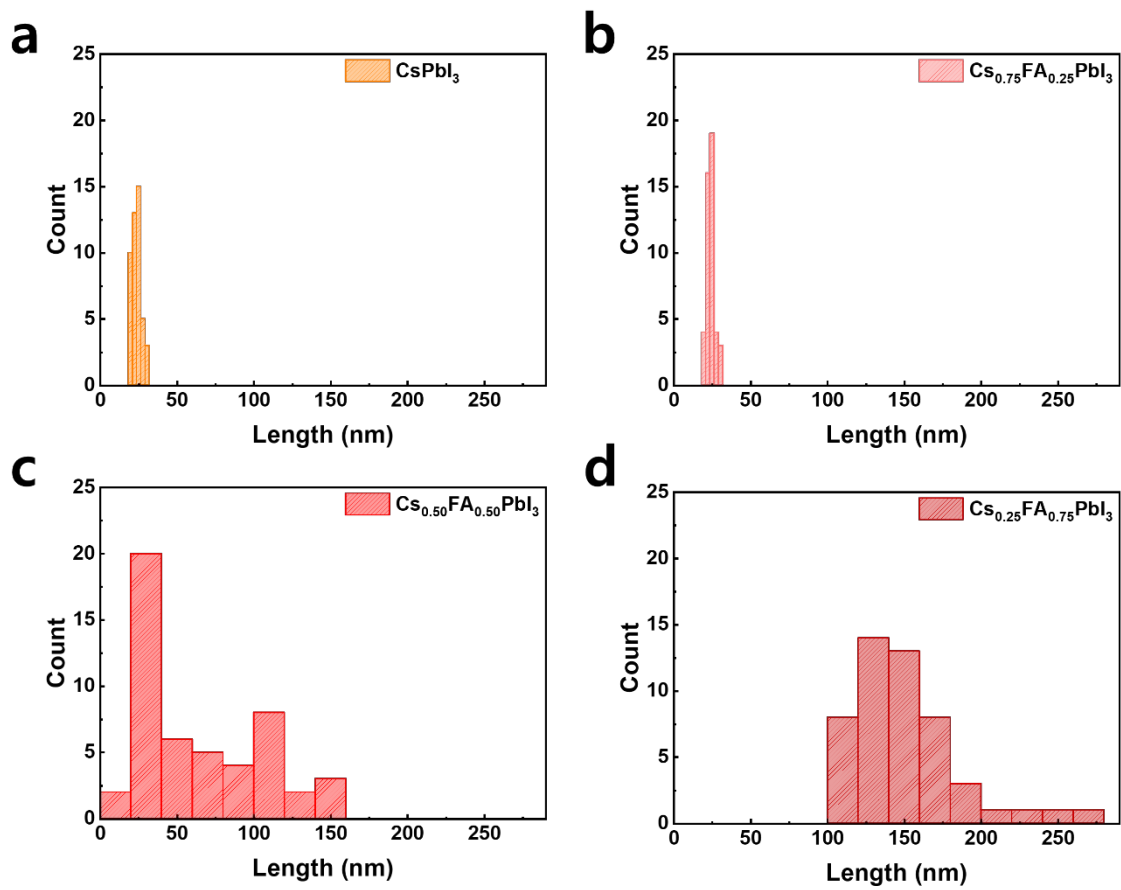 a
CsPbI₃
25
20
15
10
5
0
Count
0 50 100 150 200 250
Length (nm)
b
Cs₀.₇₅FA₀.₂₅PbI₃
25
20
15
10
5
0
Count
0 50 100 150 200 250
Length (nm)
c
Cs₀.₅₀FA₀.₅₀PbI₃
25
20
15
10
5
0
Count
0 50 100 150 200 250
Length (nm)
d
Cs₀.₂₅FA₀.₇₅PbI₃
25
20
15
10
5
0
Count
0 50 100 150 200 250
Length (nm)